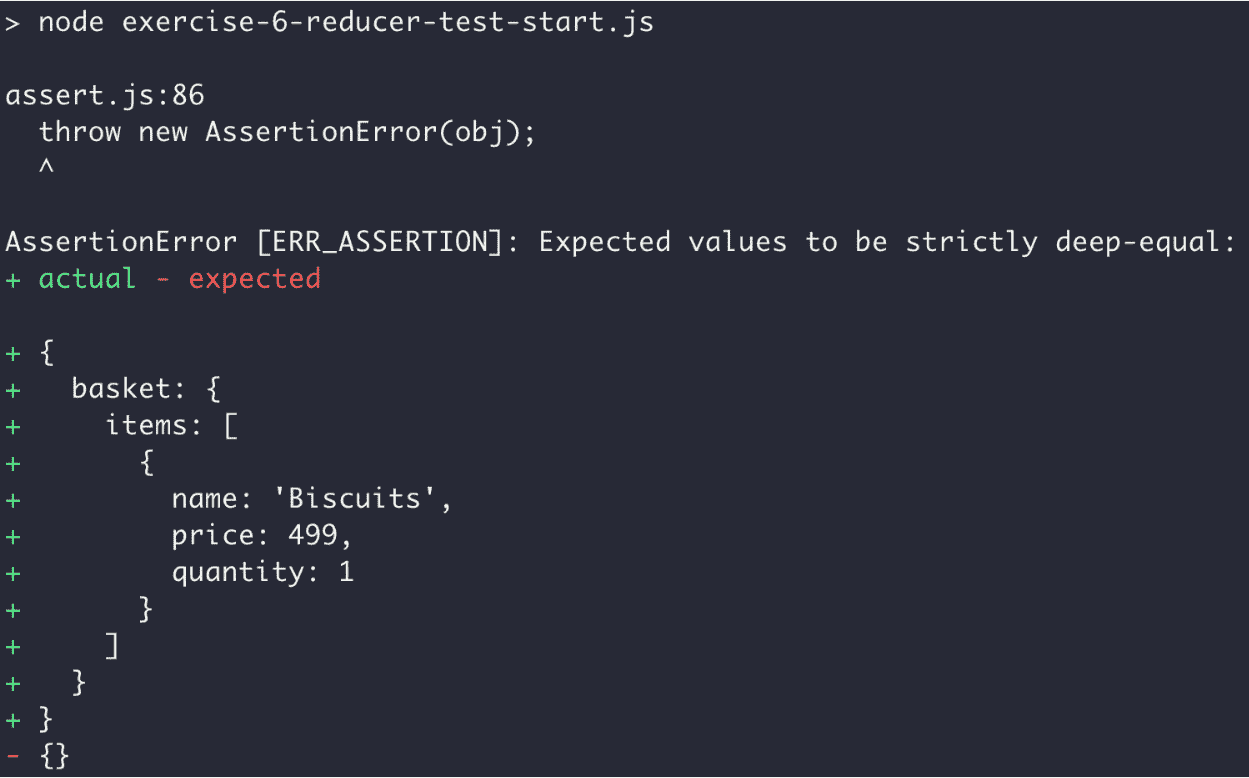 > node exercise-6-reducer-test-start.js
assert.js:86
  throw new AssertionError(obj);
  ^
AssertionError [ERR_ASSERTION]: Expected values to be strictly deep-equal:
+ actual - expected
+ {
+   basket: {
+     items: [
+       {
+         name: 'Biscuits',
+         price: 499,
+         quantity: 1
+       }
+     ]
+   }
+ }
- {}